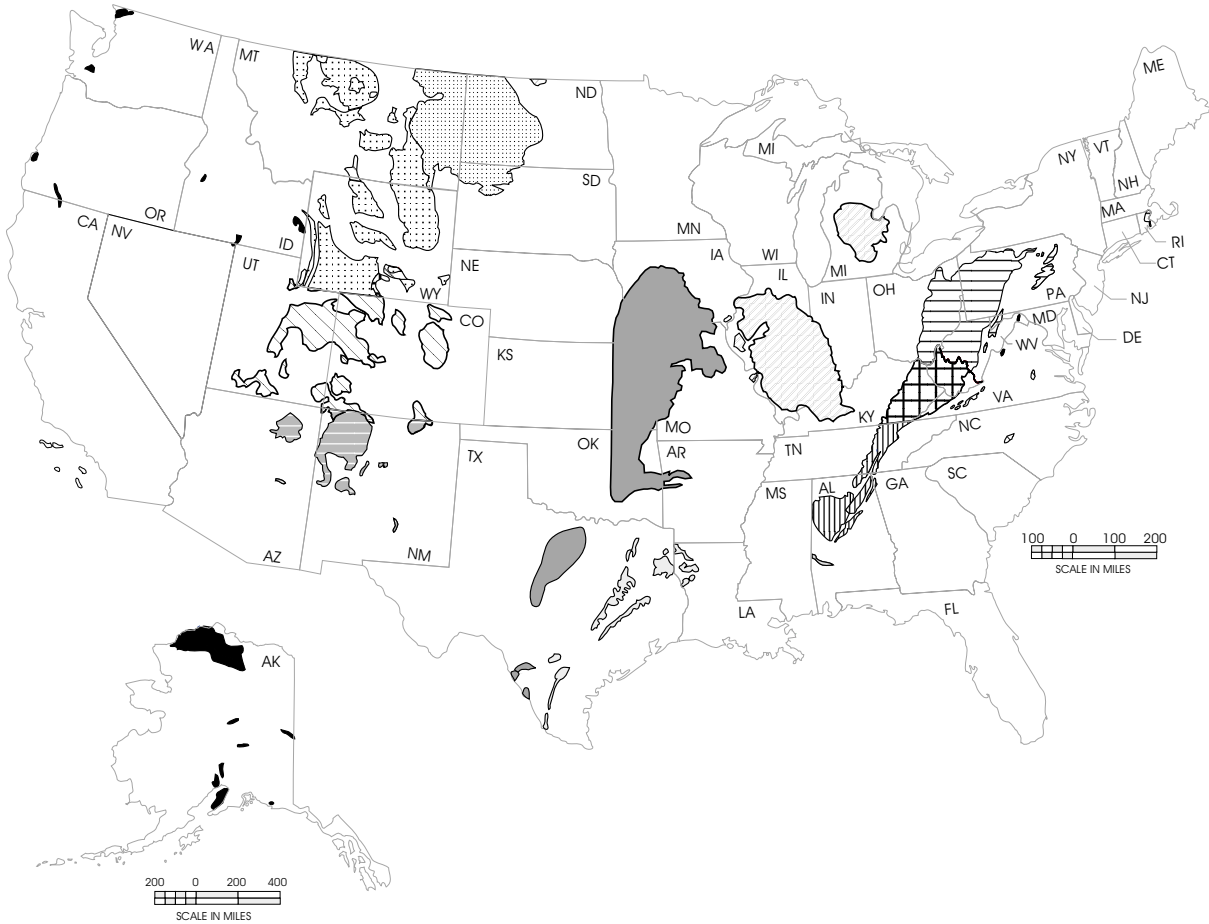 WA
MT
ND
ME
MI
NY
VT
NH
SD
MA
OR
CA
NV
ID
MN
RI
IA
WI
MI
CT
UT
NE
IL
WY
IN
OH
PA
NJ
CO
MD
DE
WV
KS
VA
KY
NC
MO
OK
TX
AR
TN
SC
MS
AL
GA
AZ
NM
100 0 100 200
SCALE IN MILES
LA
FL
AK
200 0 200 400
SCALE IN MILES